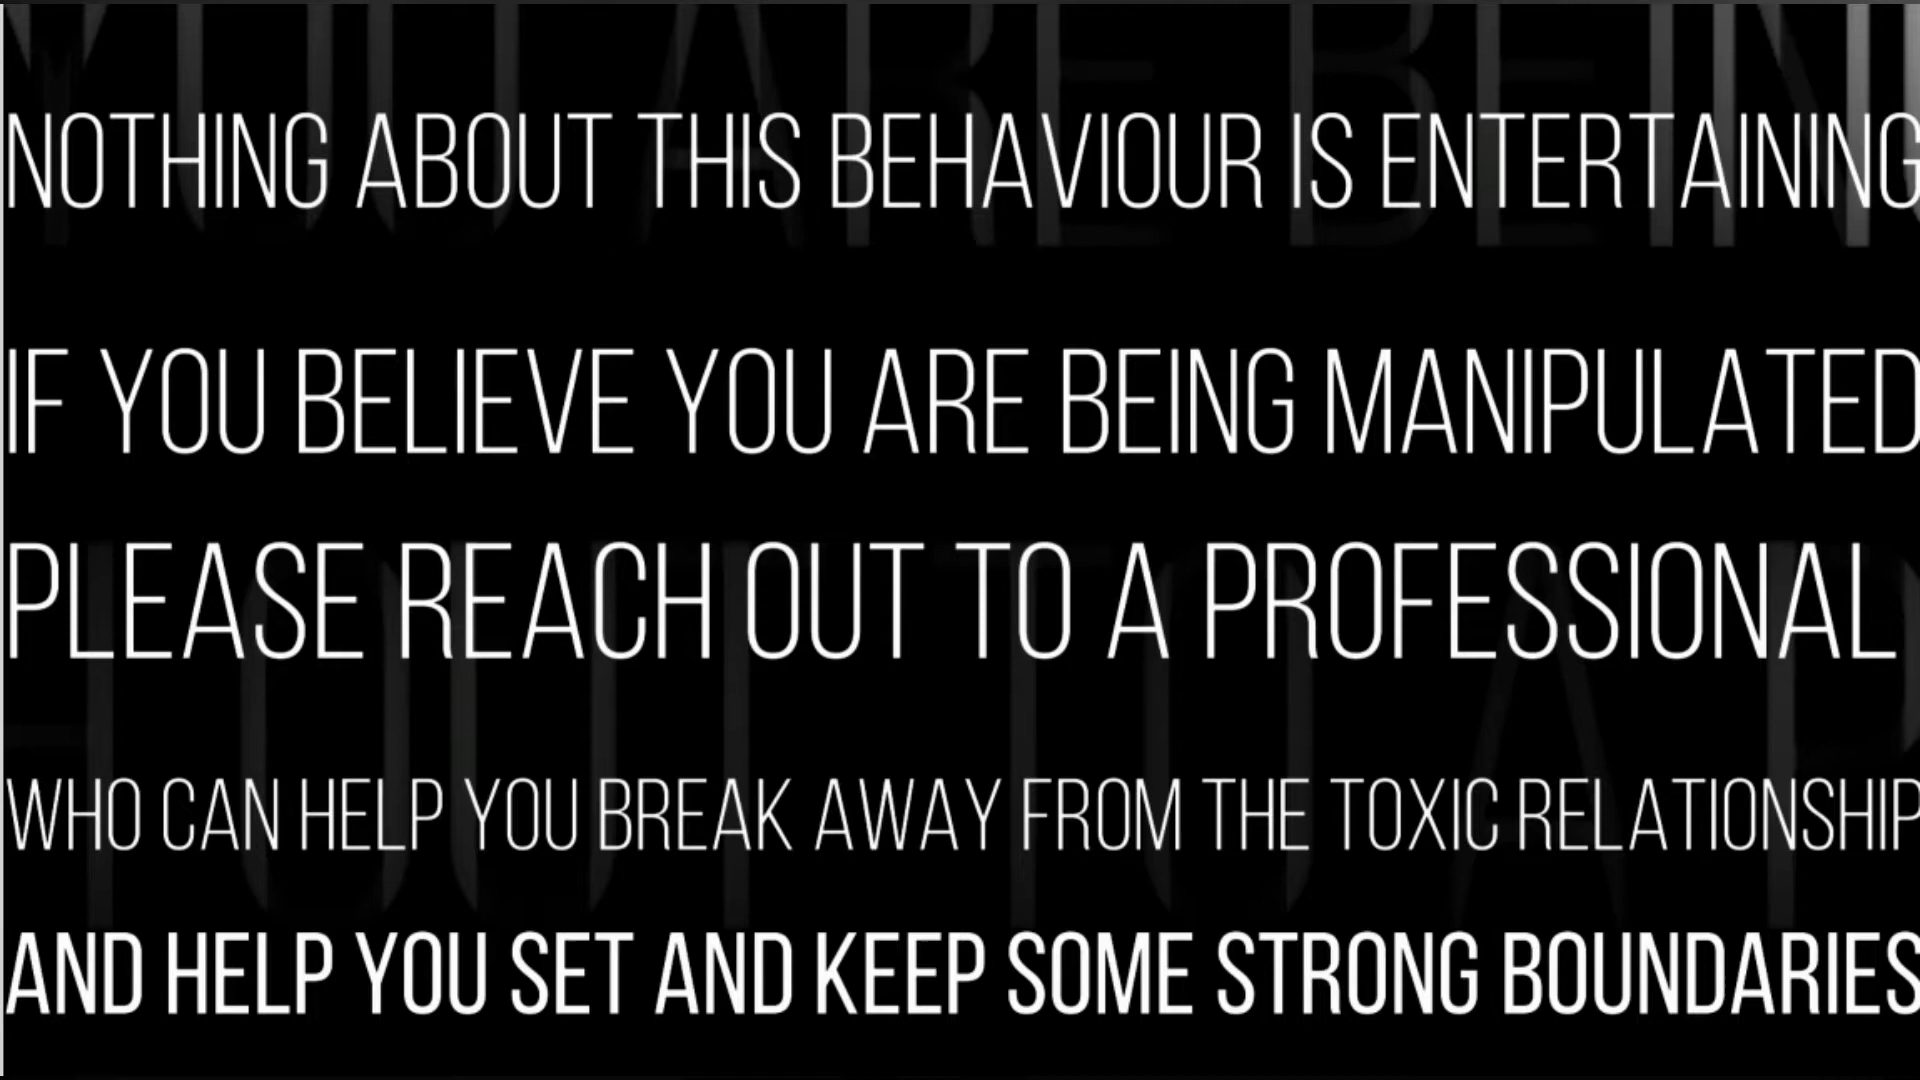 NOTHING ABOUT THIS BEHAVIOUR IS ENTERTAINING
IF YOU BELIEVE YOU ARE BEING MANIPULATED
PLEASE REACH OUT TO A PROFESSIONAL
WHO CAN HELP YOU BREAK AWAY FROM THE TOXIC RELATIONSHIP
AND HELP YOU SET AND KEEP SOME STRONG BOUNDARIES